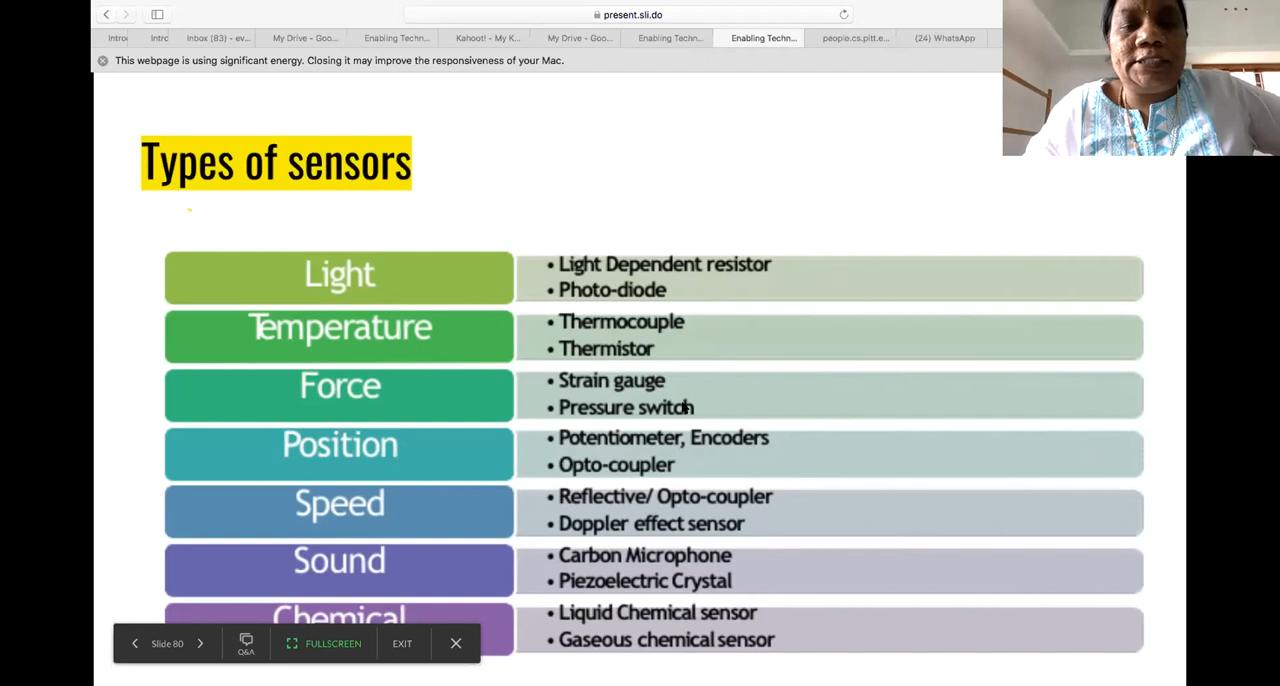 present.sli.do
Introd
Intro
Inbox (83) - ev...
My Drive - Goo...
Enabling Techn...
Kahoot! - My K...
My Drive - Goo...
Enabling Techn...
Enabling Techn...
people.cs.pitt.e...
(24) WhatsApp
This webpage is using significant energy. Closing it may improve the responsiveness of your Mac.
Types of sensors
Light
• Light Dependent resistor
• Photo-diode
Temperature
• Thermocouple
• Thermistor
Force
• Strain gauge
• Pressure switch
Position
• Potentiometer, Encoders
• Opto-coupler
Speed
• Reflective/ Opto-coupler
• Doppler effect sensor
Sound
• Carbon Microphone
• Piezoelectric Crystal
Chemical
• Liquid Chemical sensor
• Gaseous chemical sensor
Slide 80
Q&A
FULLSCREEN
EXIT